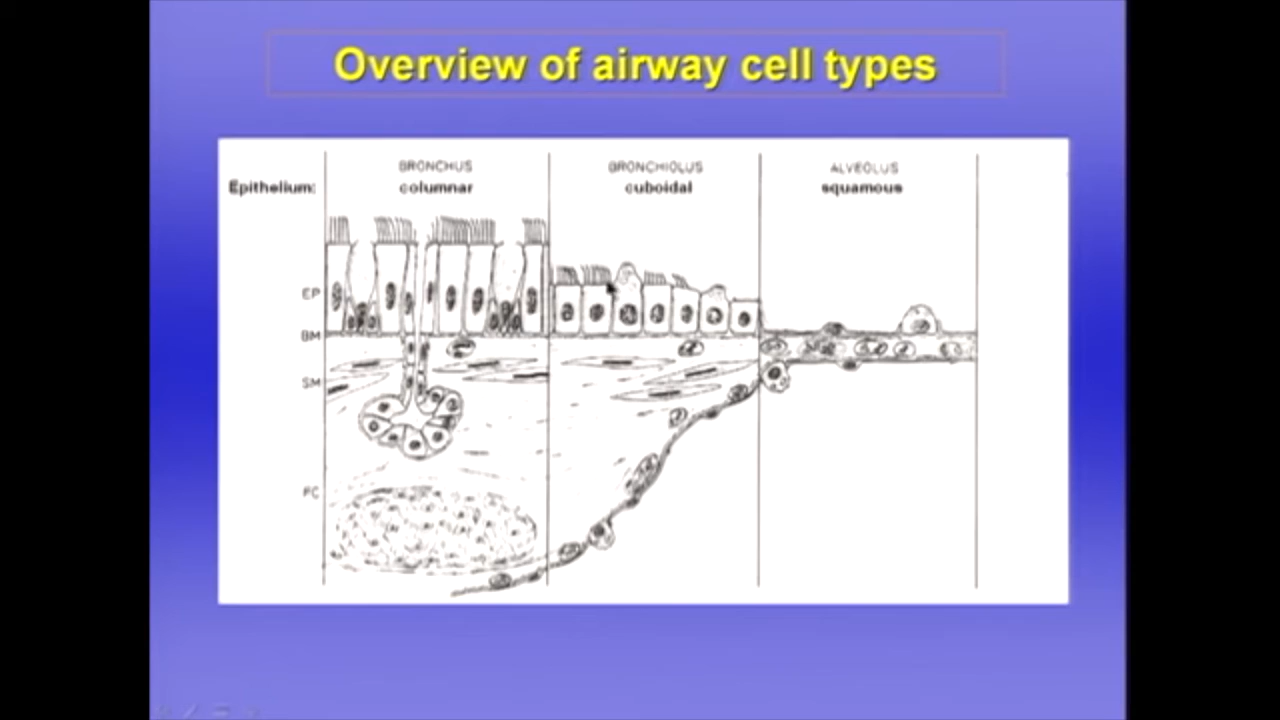 Overview of airway cell types
BRONCHUS BRONCHIOLUS ALVEOLUS
Epithelium: columnar cuboidal squamous
EP
BM
SM
FC